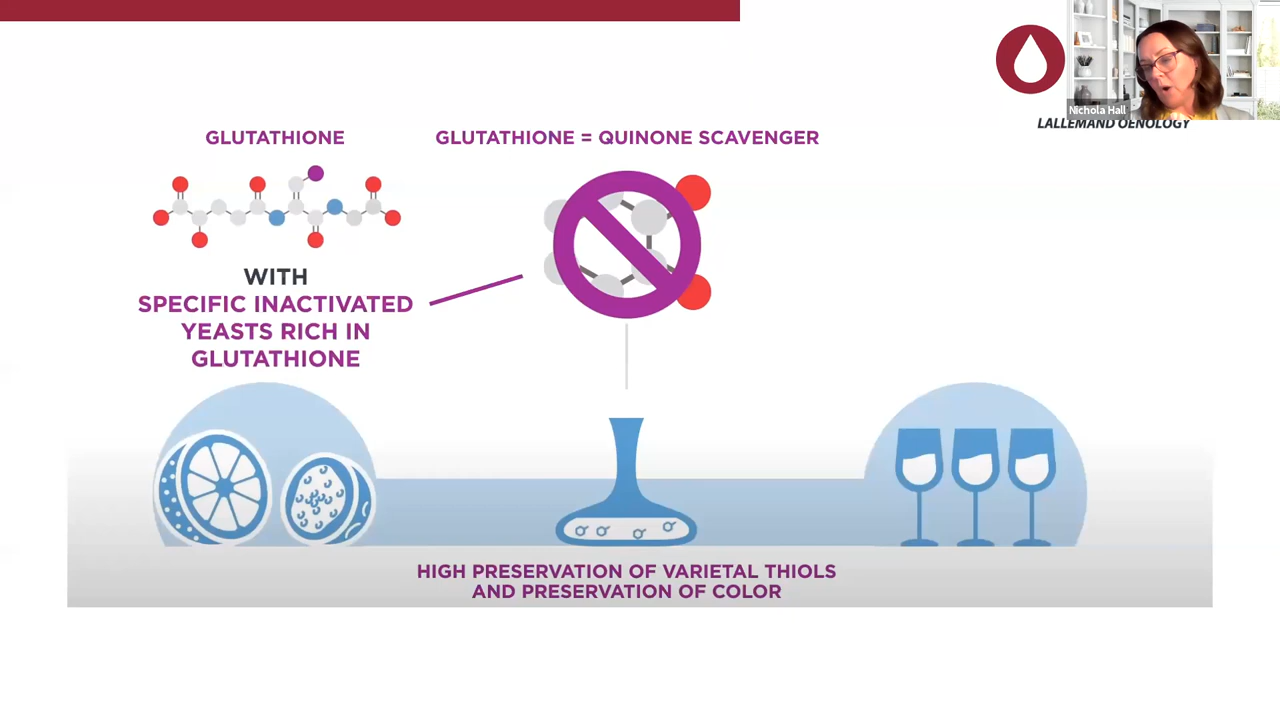 Nichola Hall
LALLEMAND OENOLOGY
GLUTATHIONE
GLUTATHIONE = QUINONE SCAVENGER
WITH
SPECIFIC INACTIVATED
YEASTS RICH IN
GLUTATHIONE
HIGH PRESERVATION OF VARIETAL THIOLS
AND PRESERVATION OF COLOR